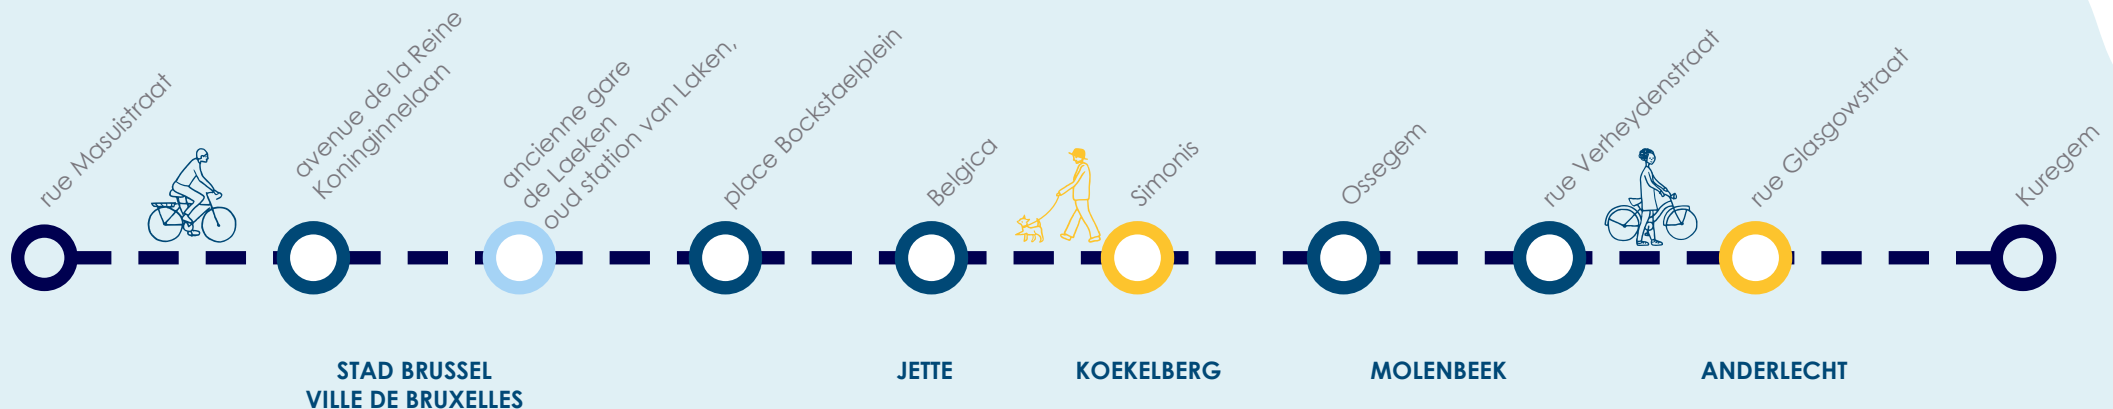 rue Masuistraat
avenue de la Reine
Koninginnelaan
ancienne gare
de Laeken
oud station van Laken,
place Bockstaelplein
Belgica
Simonis
Ossegem
rue Verheydenstraat
rue Glasgowstraat
Kuregem
STAD BRUSSEL
VILLE DE BRUXELLES
JETTE
KOEKELBERG
MOLENBEEK
ANDERLECHT